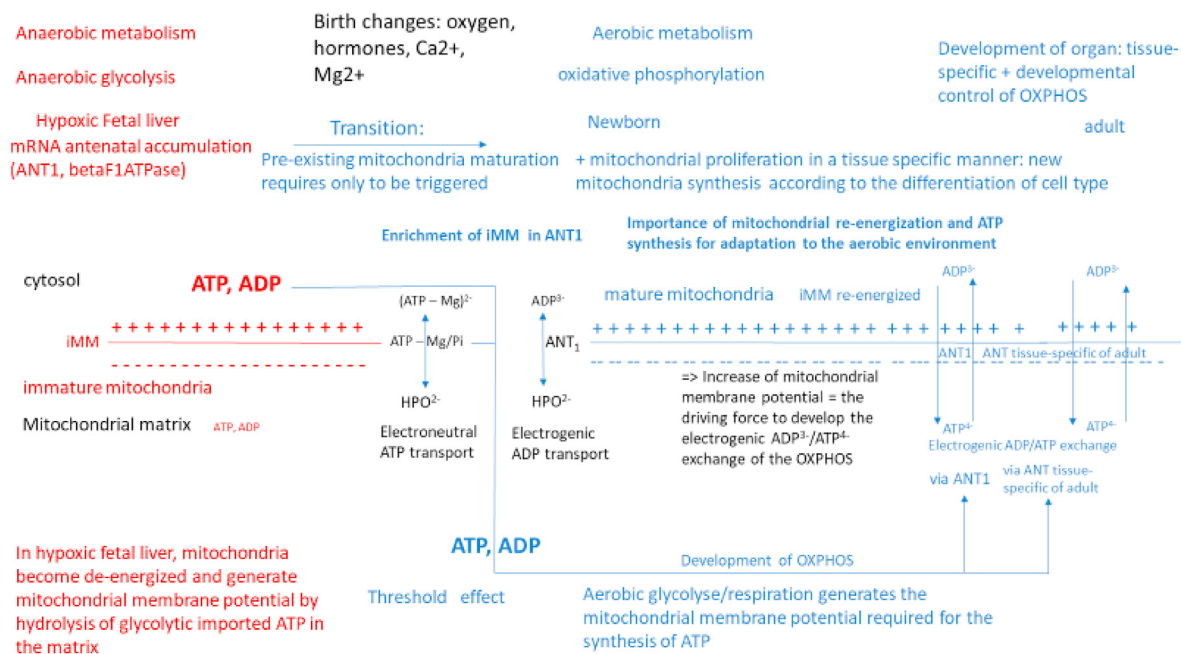 Anaerobic metabolism
Anaerobic glycolysis
Hypoxic Fetal liver
mRNA antenatal accumulation
(ANT1, betaF1ATPase)
Birth changes: oxygen,
hormones, Ca2+,
Mg2+
Transition:
Pre-existing mitochondria maturation
requires only to be triggered
Aerobic metabolism
oxidative phosphorylation
Newborn
+ mitochondrial proliferation in a tissue specific manner: new
mitochondria synthesis according to the differentiation of cell type
Development of organ: tissue-
specific + developmental
control of OXPHOS
adult
Enrichment of iMM in ANT1
Importance of mitochondrial re-energization and ATP
synthesis for adaptation to the aerobic environment
cytosol
ATP, ADP
(ATP – Mg)²⁻
ADP³⁻
mature mitochondria
iMM re-energized
ADP³⁻
ADP³⁻
+ + + + + + + + + + + + + + + +
+ + + + + + + + + + + + + + + + + + + + + + + + + + + + +
iMM
ATP – Mg/Pi
ANT₁
ANT1
ANT tissue-specific of adult
immature mitochondria
Mitochondrial matrix
ATP, ADP
HPO²⁻
HPO²⁻
Electroneutral
ATP transport
Electrogenic
ADP transport
=> Increase of mitochondrial
membrane potential = the
driving force to develop the
electrogenic ADP³⁻/ATP⁴⁻
exchange of the OXPHOS
ATP⁴⁻
ATP⁴⁻
Electrogenic ADP/ATP exchange
via ANT1
via ANT tissue-
specific of adult
ATP, ADP
Development of OXPHOS
In hypoxic fetal liver, mitochondria
become de-energized and generate
mitochondrial membrane potential by
hydrolysis of glycolytic imported ATP in
the matrix
Threshold effect
Aerobic glycolyse/respiration generates the
mitochondrial membrane potential required for the
synthesis of ATP